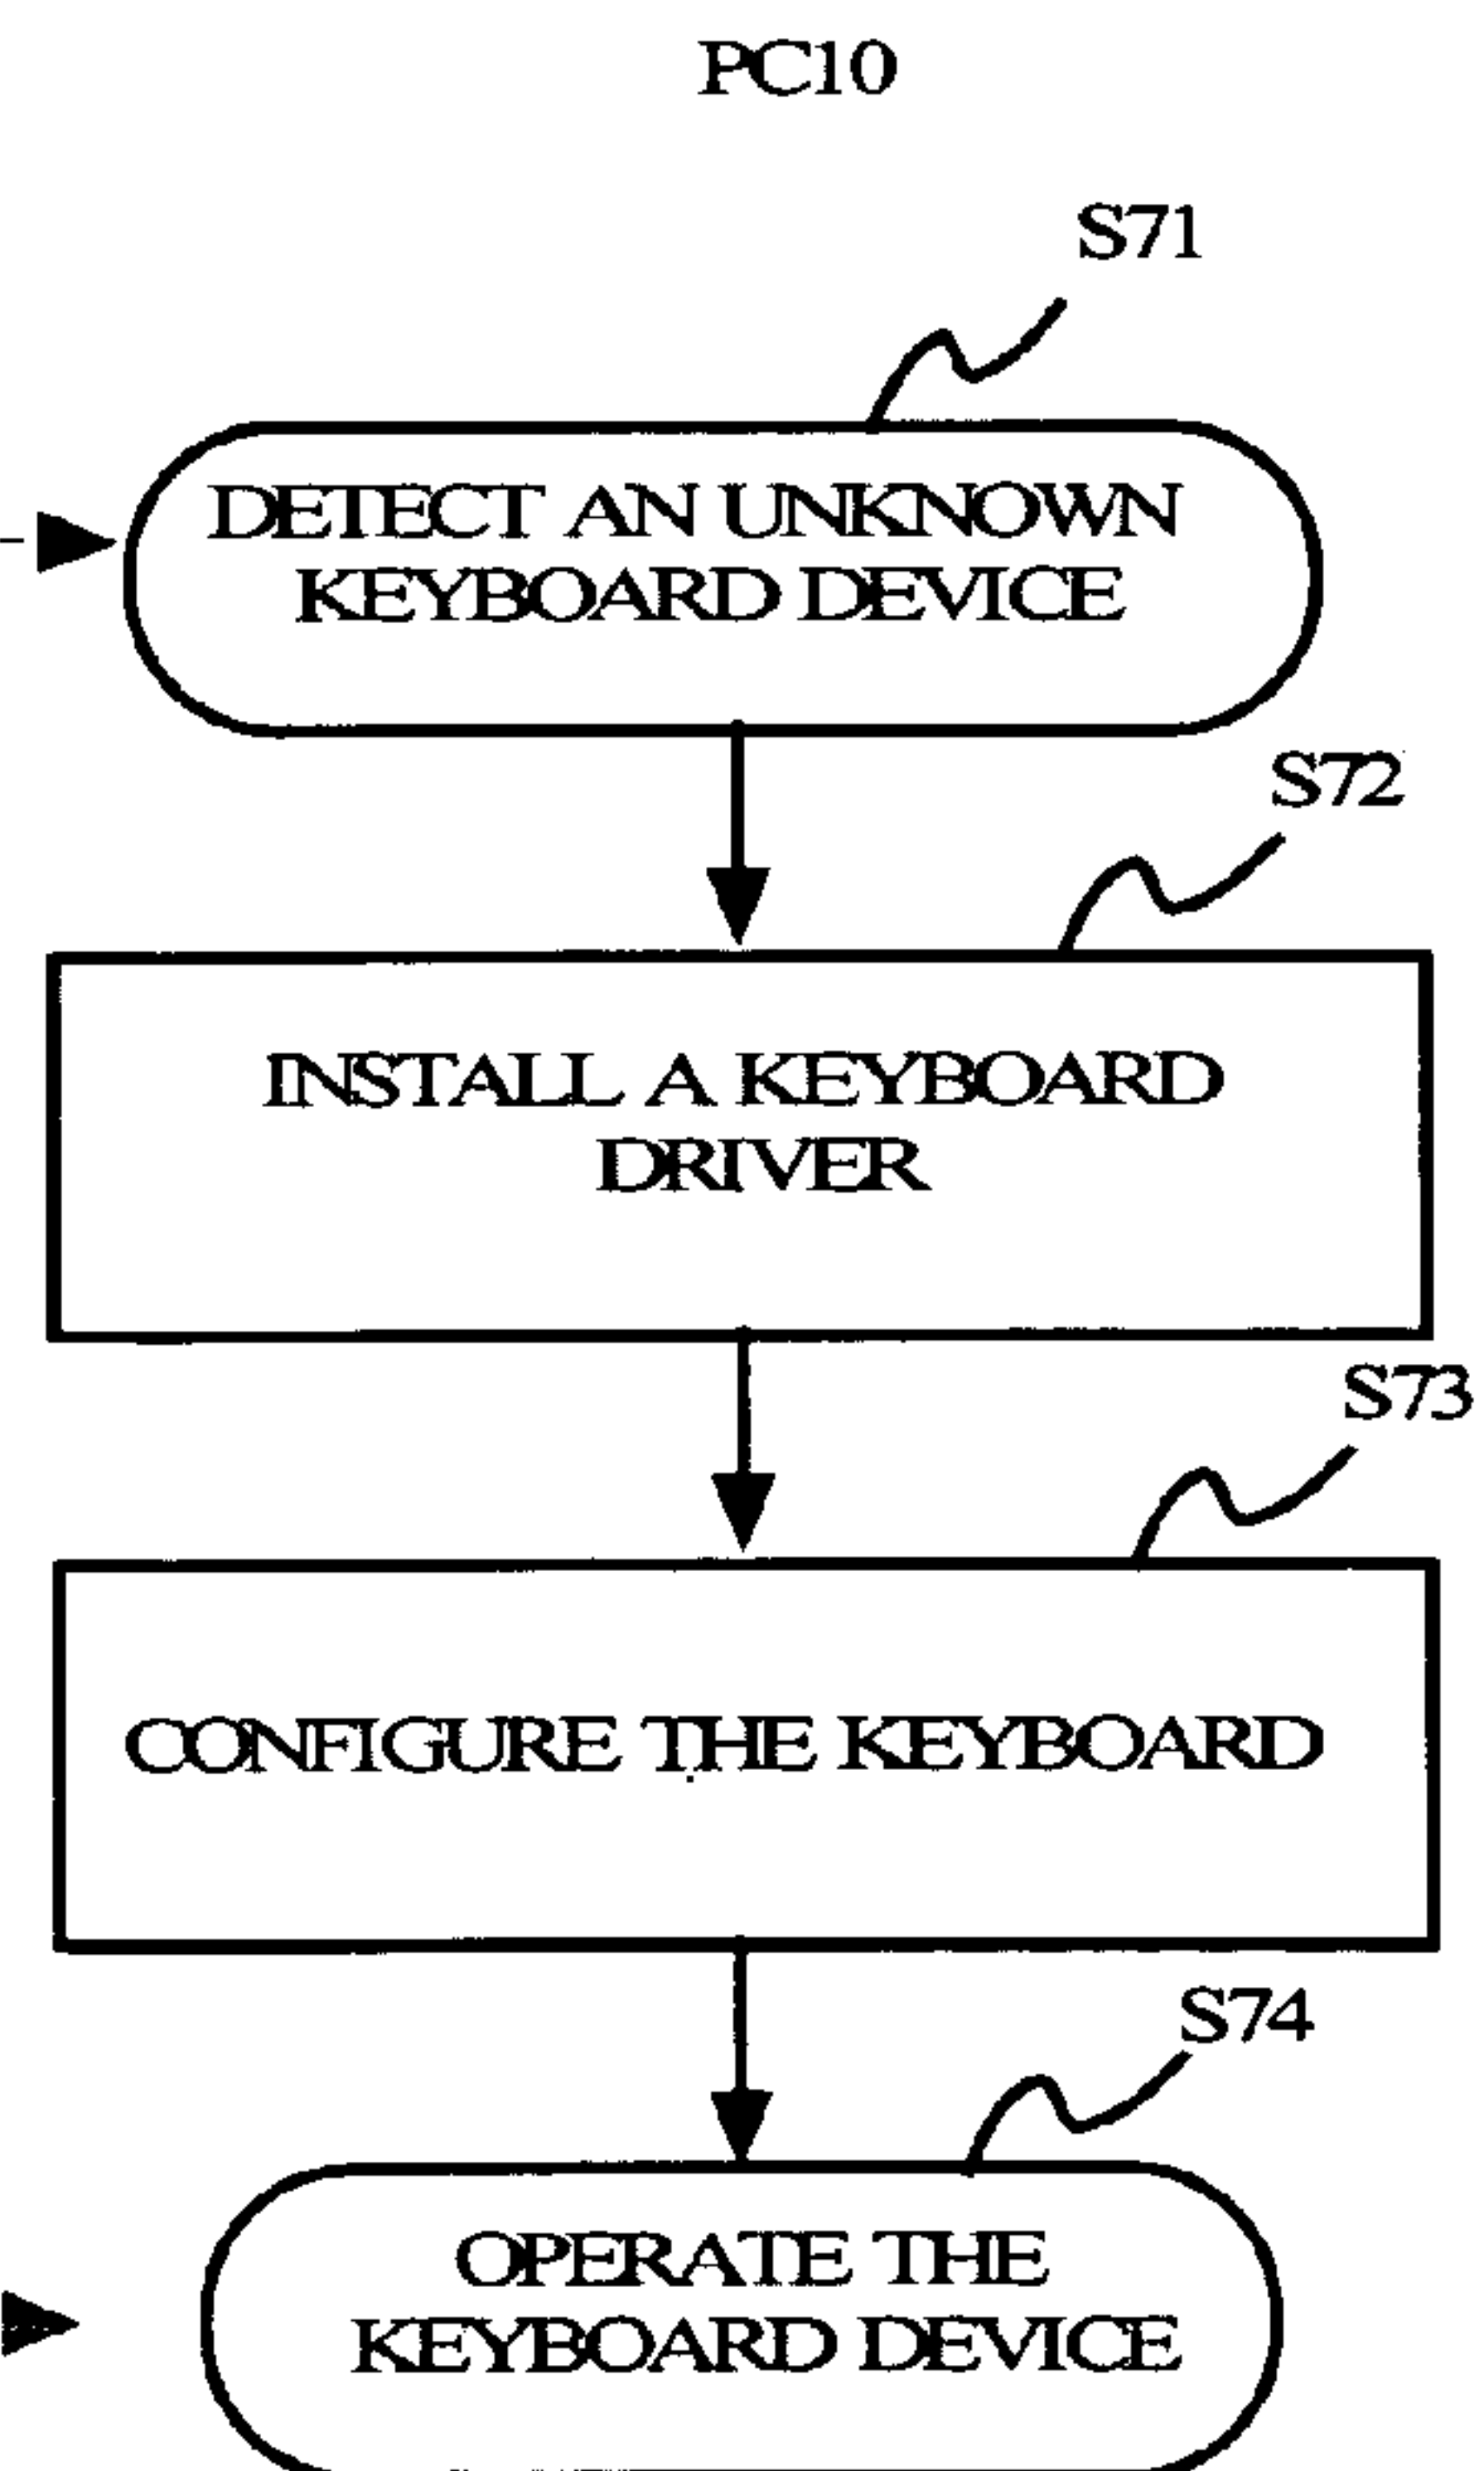 PC10
S71
DETECT AN UNKNOWN
KEYBOARD DEVICE
S72
INSTALL A KEYBOARD
DRIVER
S73
CONFIGURE THE KEYBOARD
S74
OPERATE THE
KEYBOARD DEVICE